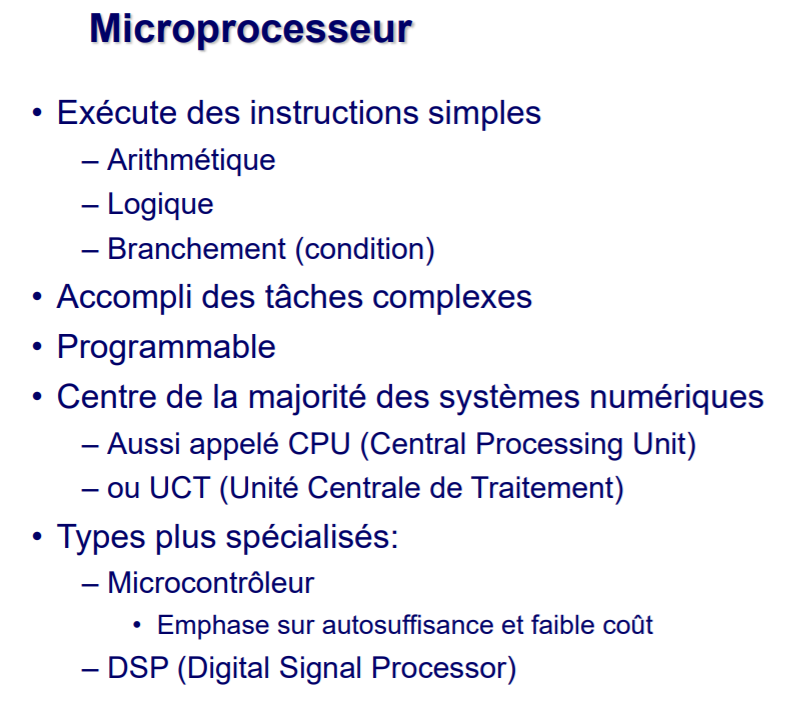 Microprocesseur
• Exécute des instructions simples
– Arithmétique
– Logique
– Branchement (condition)
• Accompli des tâches complexes
• Programmable
• Centre de la majorité des systèmes numériques
– Aussi appelé CPU (Central Processing Unit)
– ou UCT (Unité Centrale de Traitement)
• Types plus spécialisés:
– Microcontrôleur
• Emphase sur autosuffisance et faible coût
– DSP (Digital Signal Processor)